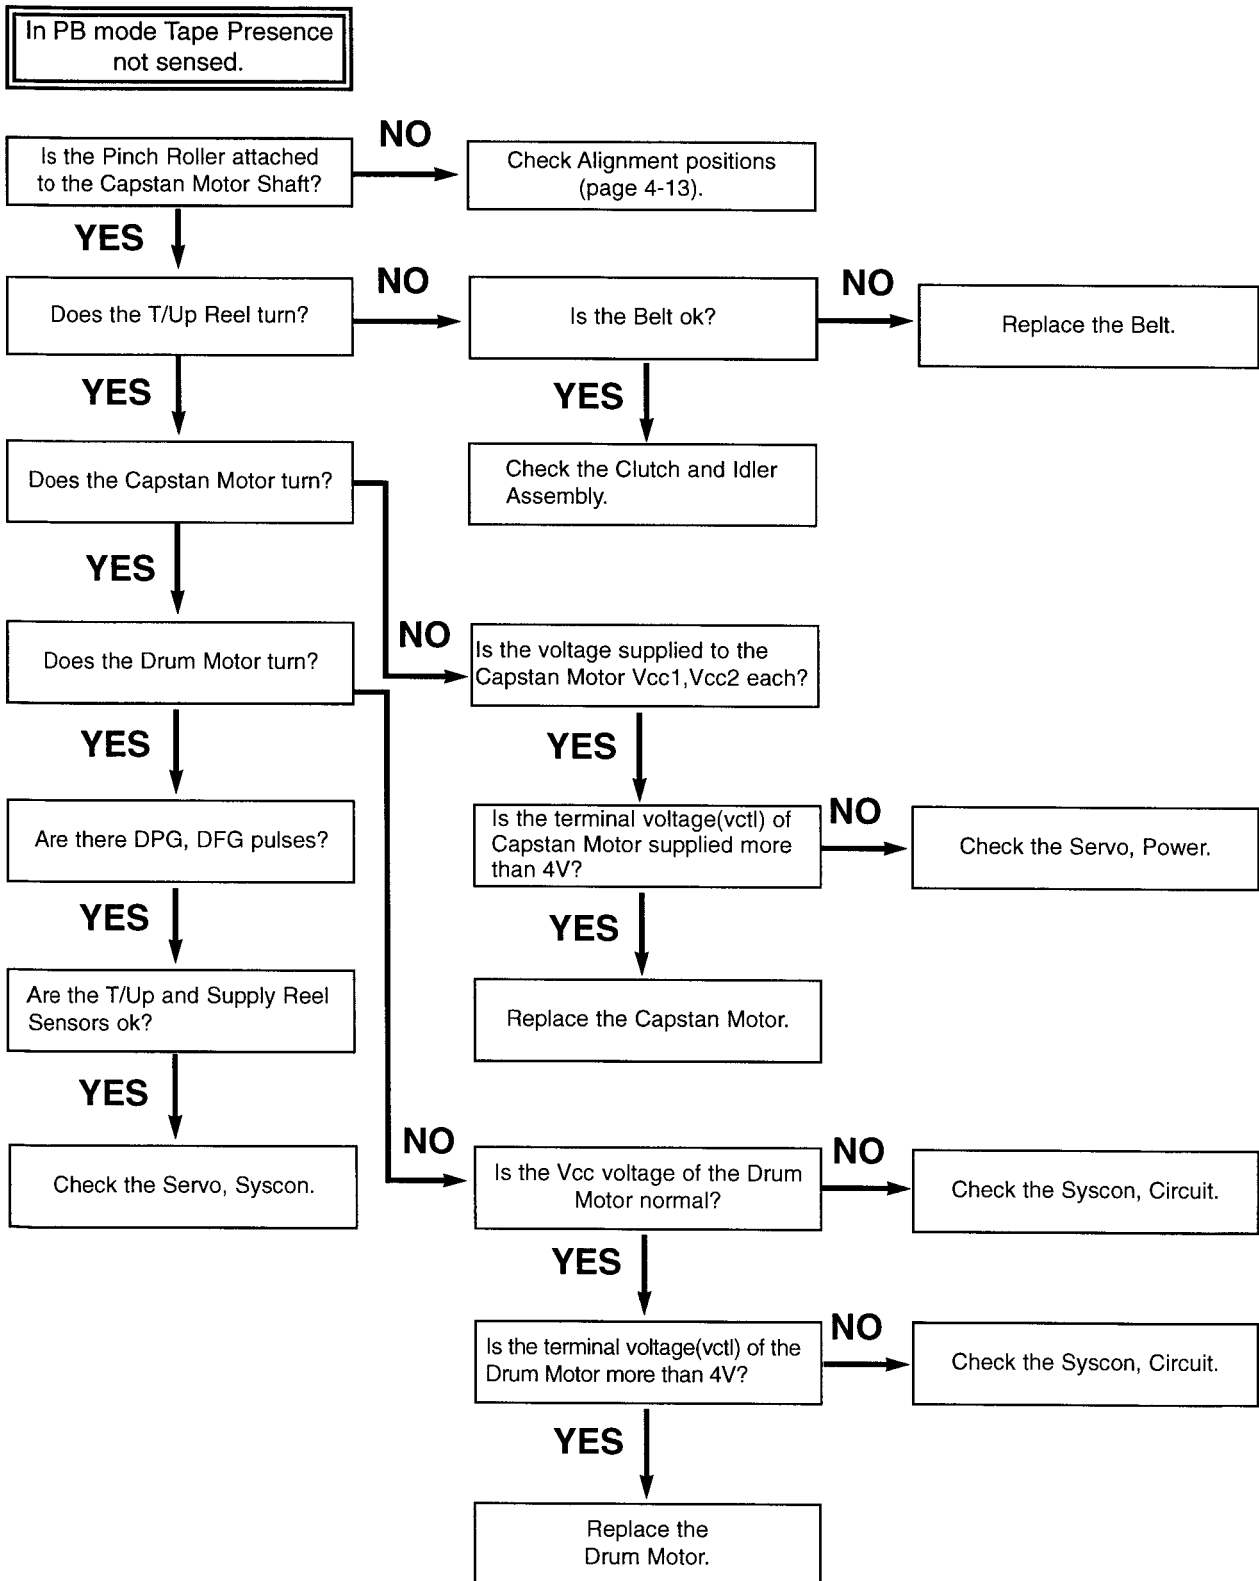 In PB mode Tape Presence
not sensed.
NO
Is the Pinch Roller attached
to the Capstan Motor Shaft?
Check Alignment positions
(page 4-13).
YES
NO
NO
Does the T/Up Reel turn?
Is the Belt ok?
Replace the Belt.
YES
YES
Does the Capstan Motor turn?
Check the Clutch and Idler
Assembly.
YES
NO
Does the Drum Motor turn?
Is the voltage supplied to the
Capstan Motor Vcc1,Vcc2 each?
YES
YES
NO
Are there DPG, DFG pulses?
Is the terminal voltage(vctl) of
Capstan Motor supplied more
than 4V?
Check the Servo, Power.
YES
YES
Are the T/Up and Supply Reel
Sensors ok?
Replace the Capstan Motor.
YES
NO
NO
Check the Servo, Syscon.
Is the Vcc voltage of the Drum
Motor normal?
Check the Syscon, Circuit.
YES
NO
Is the terminal voltage(vctl) of the
Drum Motor more than 4V?
Check the Syscon, Circuit.
YES
Replace the
Drum Motor.